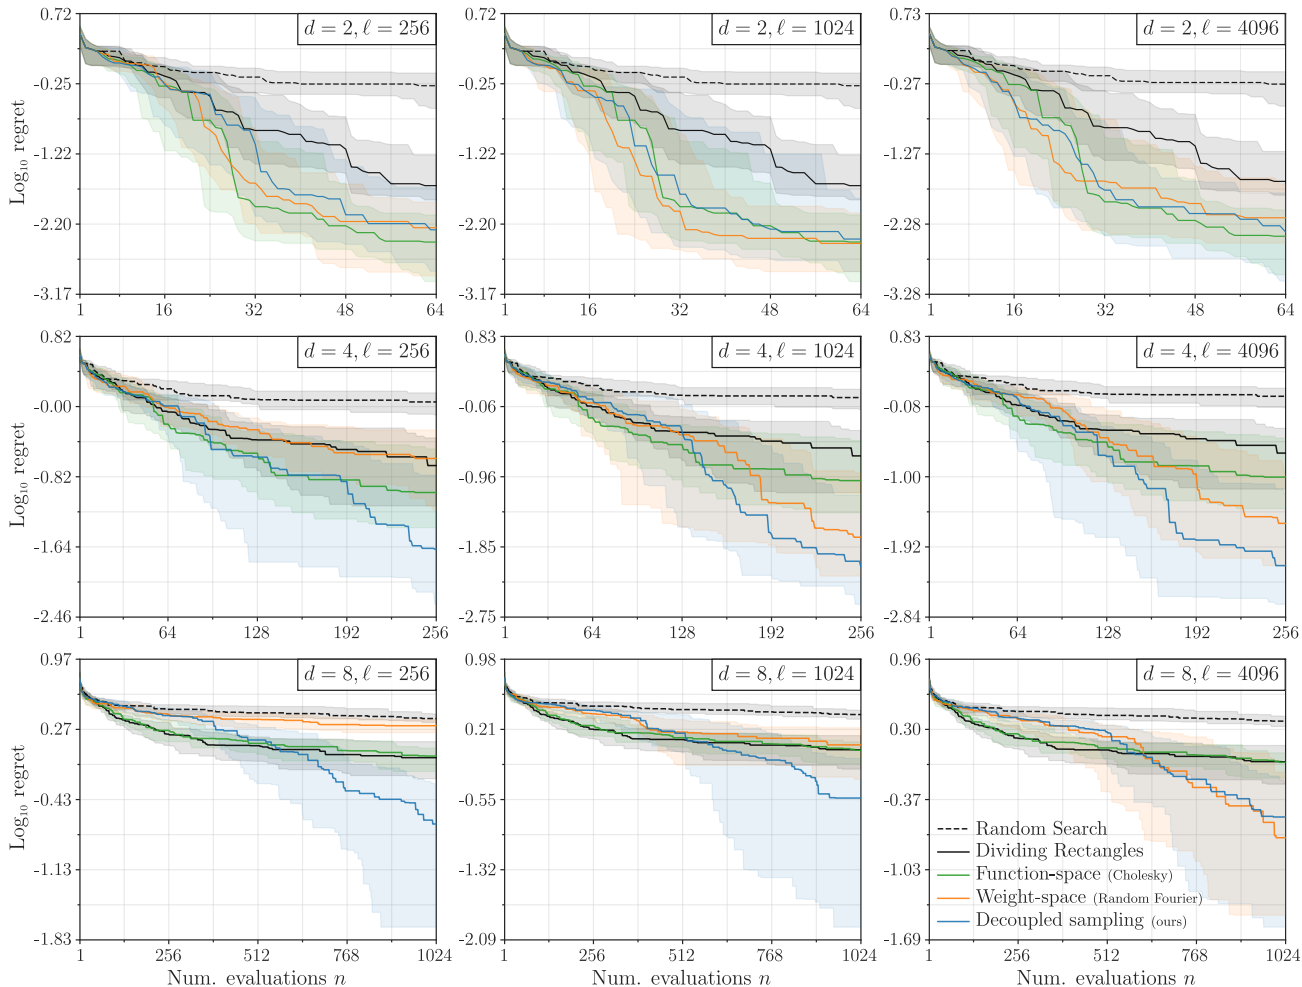 d = 2, ℓ = 256
d = 2, ℓ = 1024
d = 2, ℓ = 4096
0.72
-0.25
-1.22
-2.20
-3.17
Log₁₀ regret
1 16 32 48 64
0.72
-0.25
-1.22
-2.20
-3.17
1 16 32 48 64
0.73
-0.27
-1.27
-2.28
-3.28
1 16 32 48 64
d = 4, ℓ = 256
d = 4, ℓ = 1024
d = 4, ℓ = 4096
0.82
-0.00
-0.82
-1.64
-2.46
Log₁₀ regret
1 64 128 192 256
0.83
-0.06
-0.96
-1.85
-2.75
1 64 128 192 256
0.83
-0.08
-1.00
-1.92
-2.84
1 64 128 192 256
d = 8, ℓ = 256
d = 8, ℓ = 1024
d = 8, ℓ = 4096
0.97
0.27
-0.43
-1.13
-1.83
Log₁₀ regret
1 256 512 768 1024
Num. evaluations n
0.98
0.21
-0.55
-1.32
-2.09
1 256 512 768 1024
Num. evaluations n
0.96
0.30
-0.37
-1.03
-1.69
Random Search
Dividing Rectangles
Function-space (Cholesky)
Weight-space (Random Fourier)
Decoupled sampling (ours)
1 256 512 768 1024
Num. evaluations n